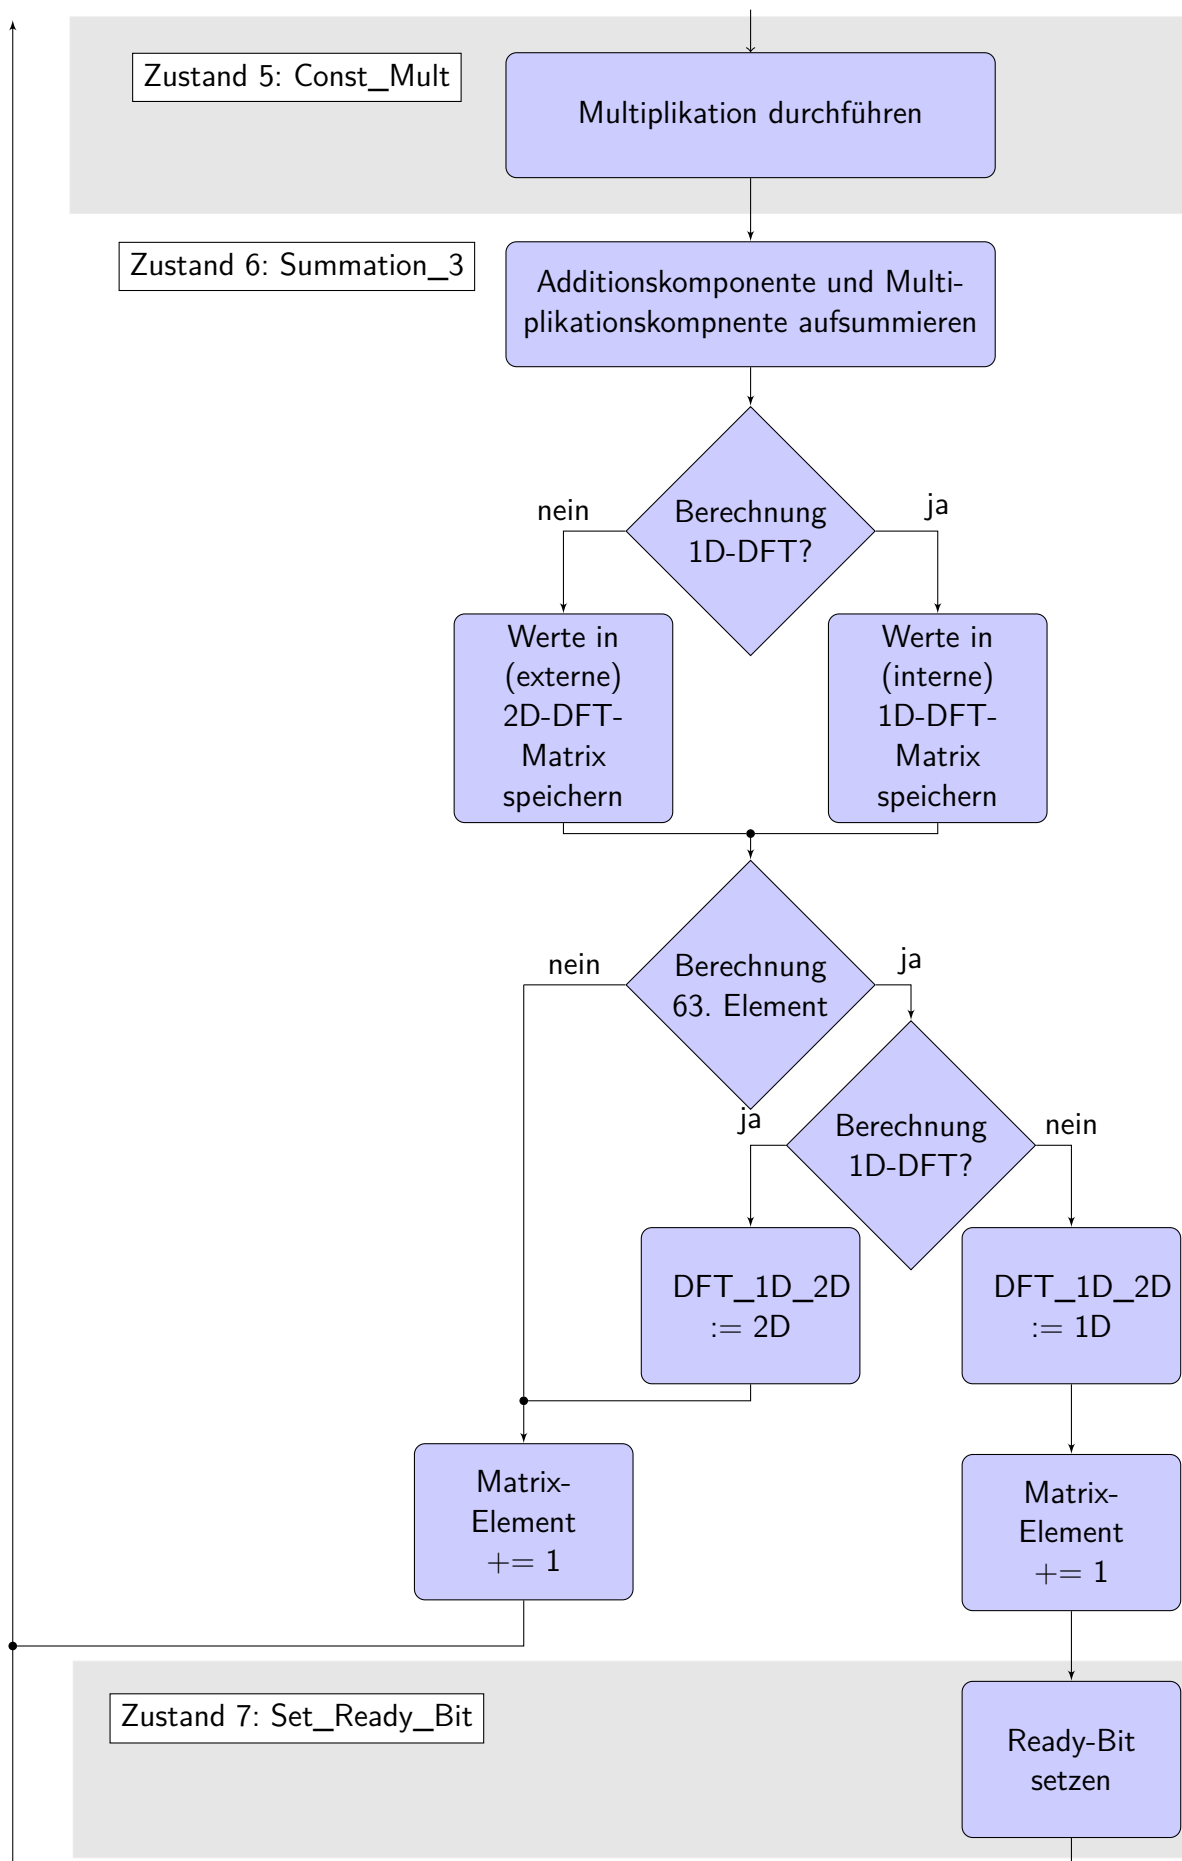 Zustand 5: Const_Mult
Multiplikation durchführen
Zustand 6: Summation_3
Additionskomponente und Multi-
plikationskompnente aufsummieren
Berechnung
1D-DFT?
nein
ja
Werte in
(externe)
2D-DFT-
Matrix
speichern
Werte in
(interne)
1D-DFT-
Matrix
speichern
Berechnung
63. Element
nein
ja
Berechnung
1D-DFT?
ja
nein
DFT_1D_2D
:= 2D
DFT_1D_2D
:= 1D
Matrix-
Element
+= 1
Matrix-
Element
+= 1
Zustand 7: Set_Ready_Bit
Ready-Bit
setzen